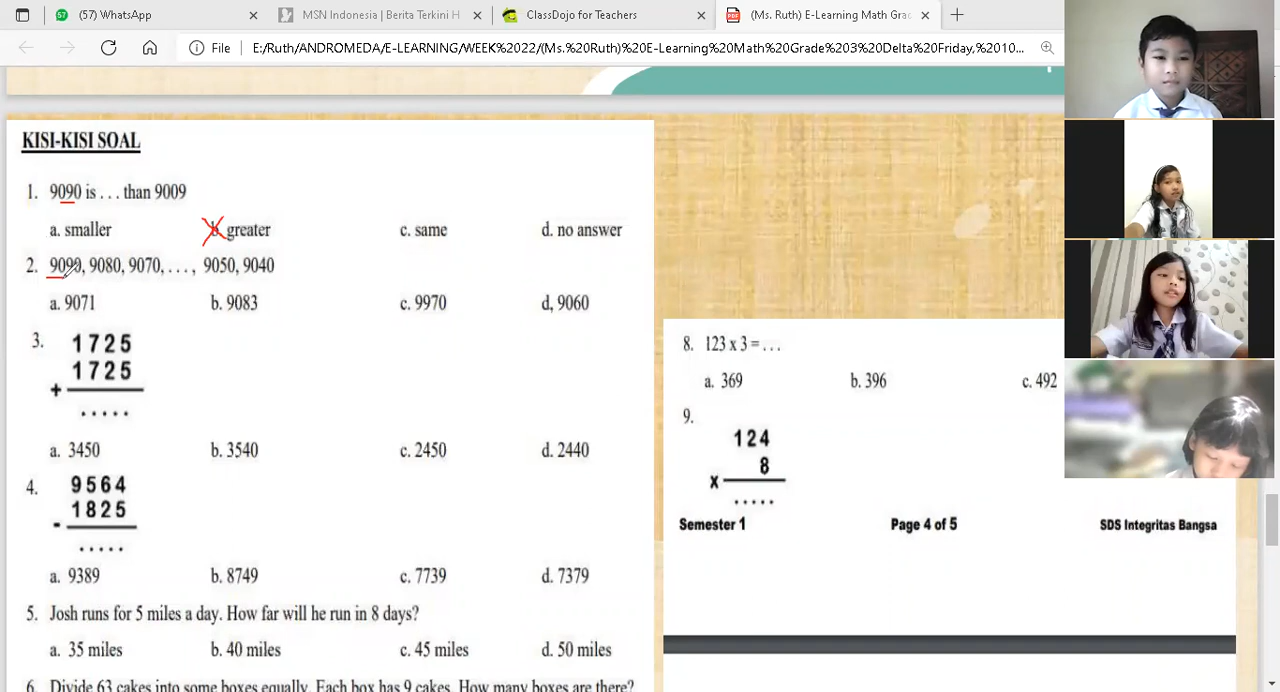 (57) WhatsApp
MSN Indonesia | Berita Terkini H
ClassDojo for Teachers
PDF
(Ms. Ruth) E-Learning Math Gra
File
E:/Ruth/ANDROMEDA/E-LEARNING/WEEK%2022/(Ms.%20Ruth)%20E-Learning%20Math%20Grade%203%20Delta%20Friday,%2010...
KISI-KISI SOAL
1. 9090 is . . . than 9009
a. smaller
b. greater
c. same
d. no answer
2. 9090, 9080, 9070, . . . , 9050, 9040
a. 9071
b. 9083
c. 9970
d, 9060
3.
1725
1725
+
.....
a. 3450
b. 3540
c. 2450
d. 2440
4.
9564
1825
-
.....
a. 9389
b. 8749
c. 7739
d. 7379
5. Josh runs for 5 miles a day. How far will he run in 8 days?
a. 35 miles
b. 40 miles
c. 45 miles
d. 50 miles
6. Divide 63 cakes into some boxes equally. Each box has 9 cakes. How many boxes are there?
8. 123 x 3 = . . .
a. 369
b. 396
c. 492
9.
124
8
x
.....
Semester 1
Page 4 of 5
SDS Integritas Bangsa